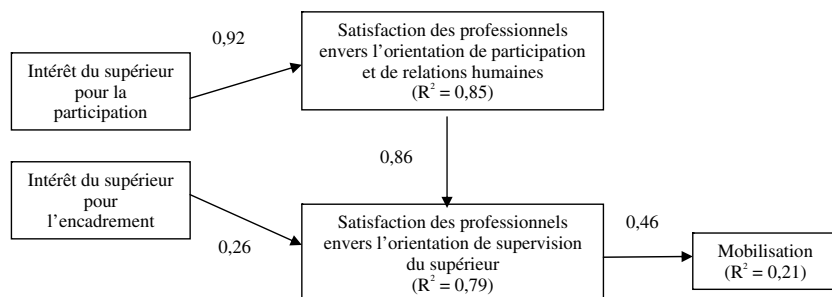 0,92
Satisfaction des professionnels
envers l'orientation de participation
et de relations humaines
(R² = 0,85)
Intérêt du supérieur
pour la
participation
0,86
Intérêt du supérieur
pour
l'encadrement
0,26
Satisfaction des professionnels
envers l'orientation de supervision
du supérieur
(R² = 0,79)
0,46
Mobilisation
(R² = 0,21)